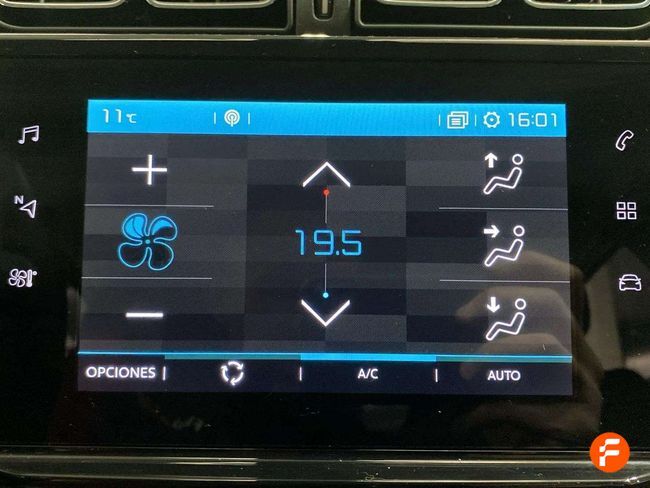 11°C 16:01
N
19.5
OPCIONES A/C AUTO